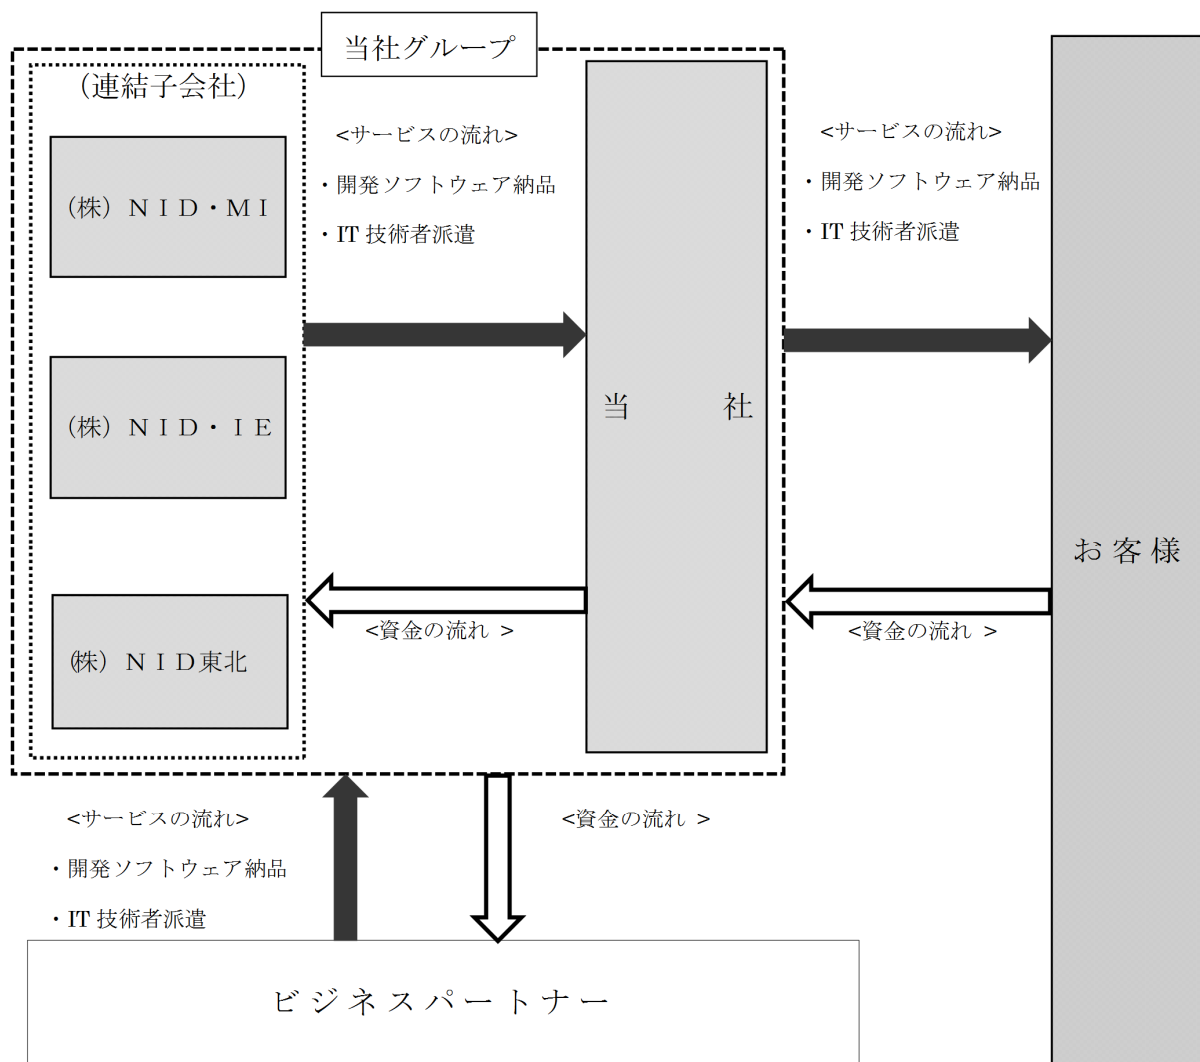 当社グループ
（連結子会社）
（株）ＮＩＤ・ＭＩ
（株）ＮＩＤ・ＩＥ
（株）ＮＩＤ東北
<サービスの流れ>
・開発ソフトウェア納品
・IT 技術者派遣
当　社
<資金の流れ >
<サービスの流れ>
・開発ソフトウェア納品
・IT 技術者派遣
<資金の流れ >
お客様
<サービスの流れ>
・開発ソフトウェア納品
・IT 技術者派遣
<資金の流れ >
ビジネスパートナー